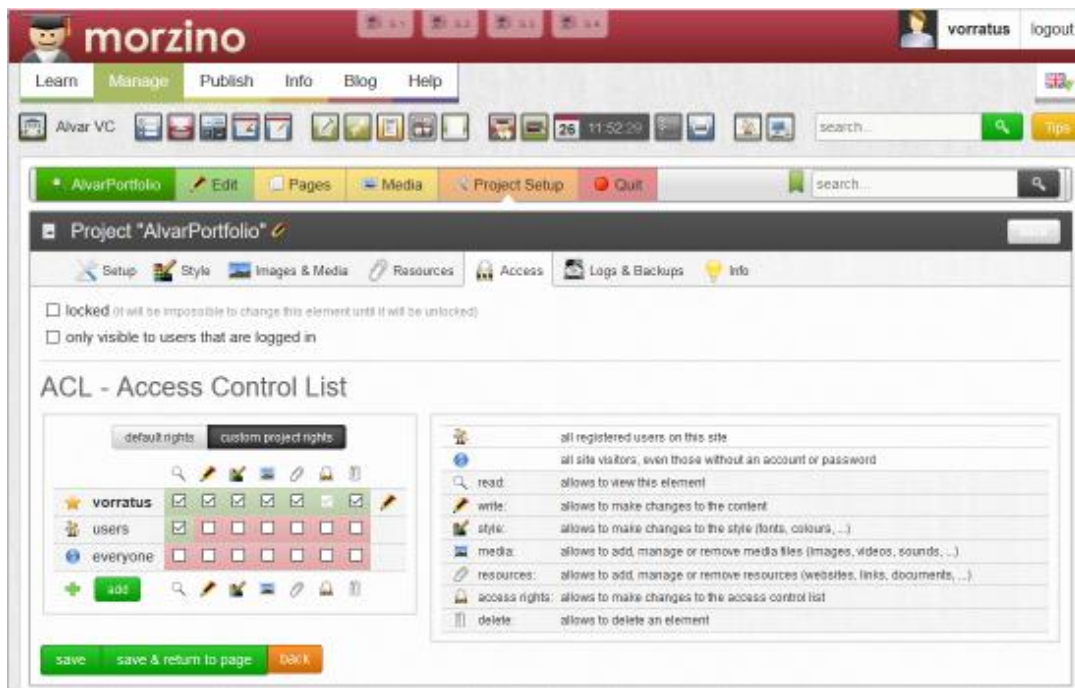 morzino
vorratus logout
Learn Manage Publish Info Blog Help
Alvar VC 26 11:52:29 search... Tips
AlvarPortfolio Edit Pages Media Project Setup Quit search...
Project "AlvarPortfolio"
Setup Style Images & Media Resources Access Logs & Backups Info
locked (it will be impossible to change this element until it will be unlocked)
only visible to users that are logged in
ACL - Access Control List
default rights custom project rights
vorratus
users
everyone
add
all registered users on this site
all site visitors, even those without an account or password
read: allows to view this element
write: allows to make changes to the content
style: allows to make changes to the style (fonts, colours, ...)
media: allows to add, manage or remove media files (images, videos, sounds, ...)
resources: allows to add, manage or remove resources (websites, links, documents, ...)
access rights: allows to make changes to the access control list
delete: allows to delete an element
save save & return to page back